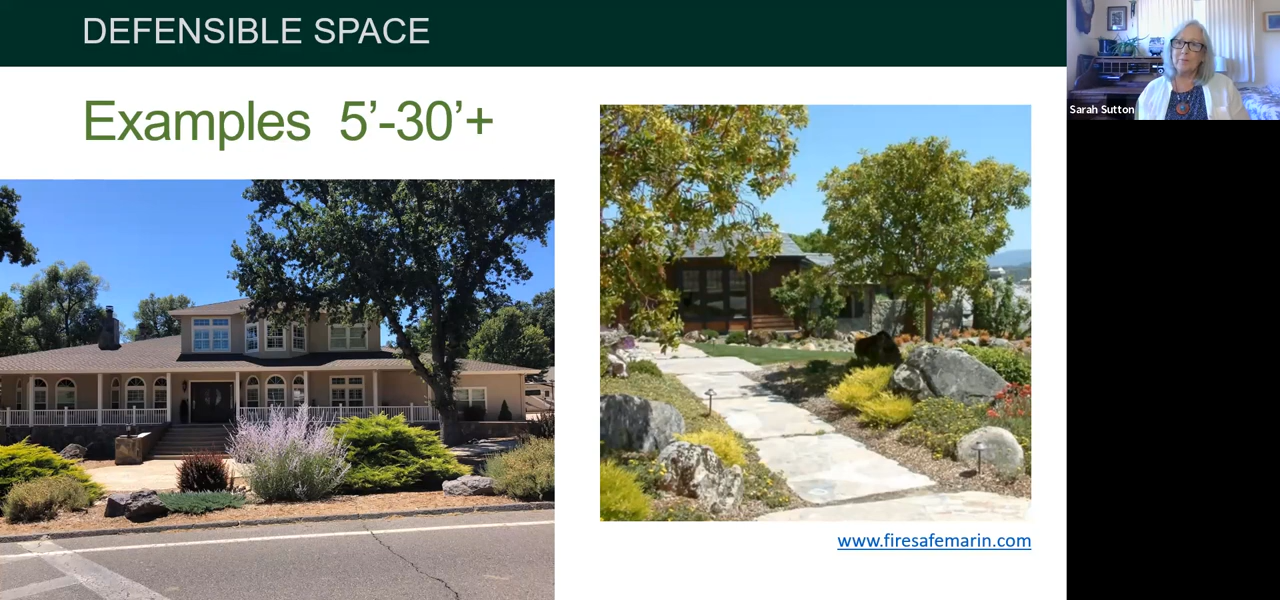 DEFENSIBLE SPACE
Examples 5’-30’+
www.firesafemarin.com
Sarah Sutton